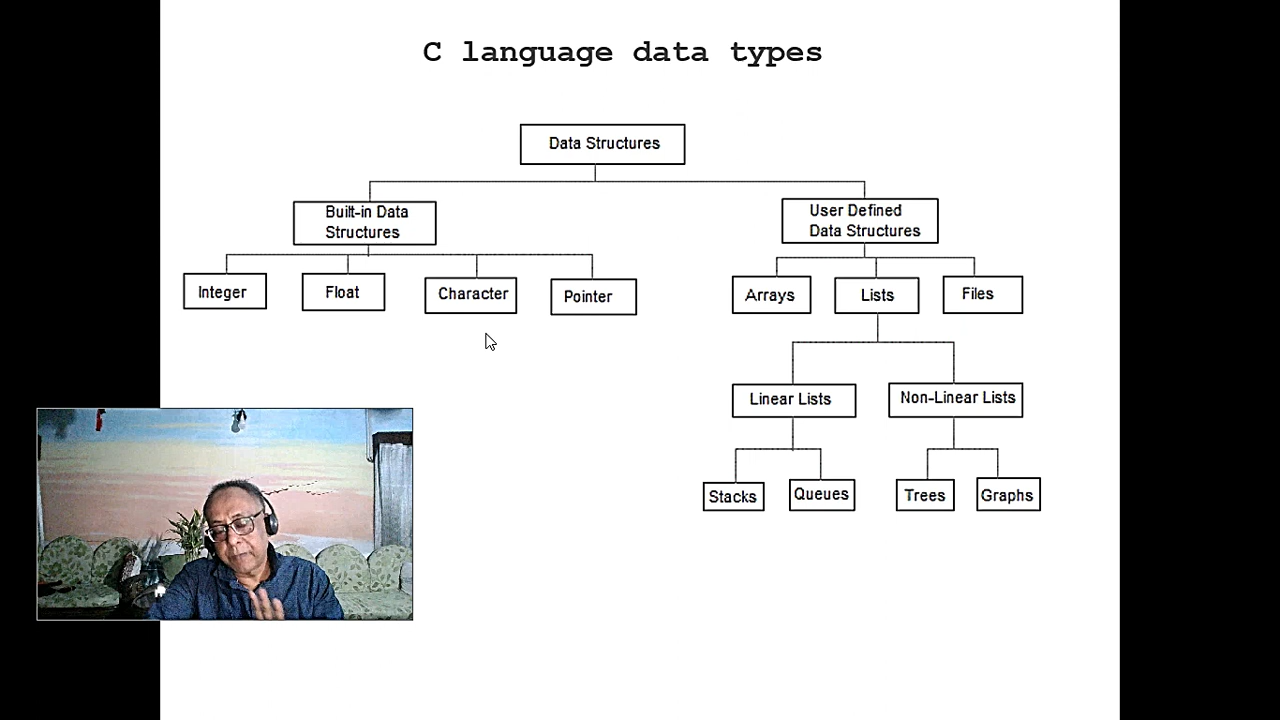 C language data types
Data Structures
Built-in Data
Structures
User Defined
Data Structures
Integer
Float
Character
Pointer
Arrays
Lists
Files
Linear Lists
Non-Linear Lists
Stacks
Queues
Trees
Graphs